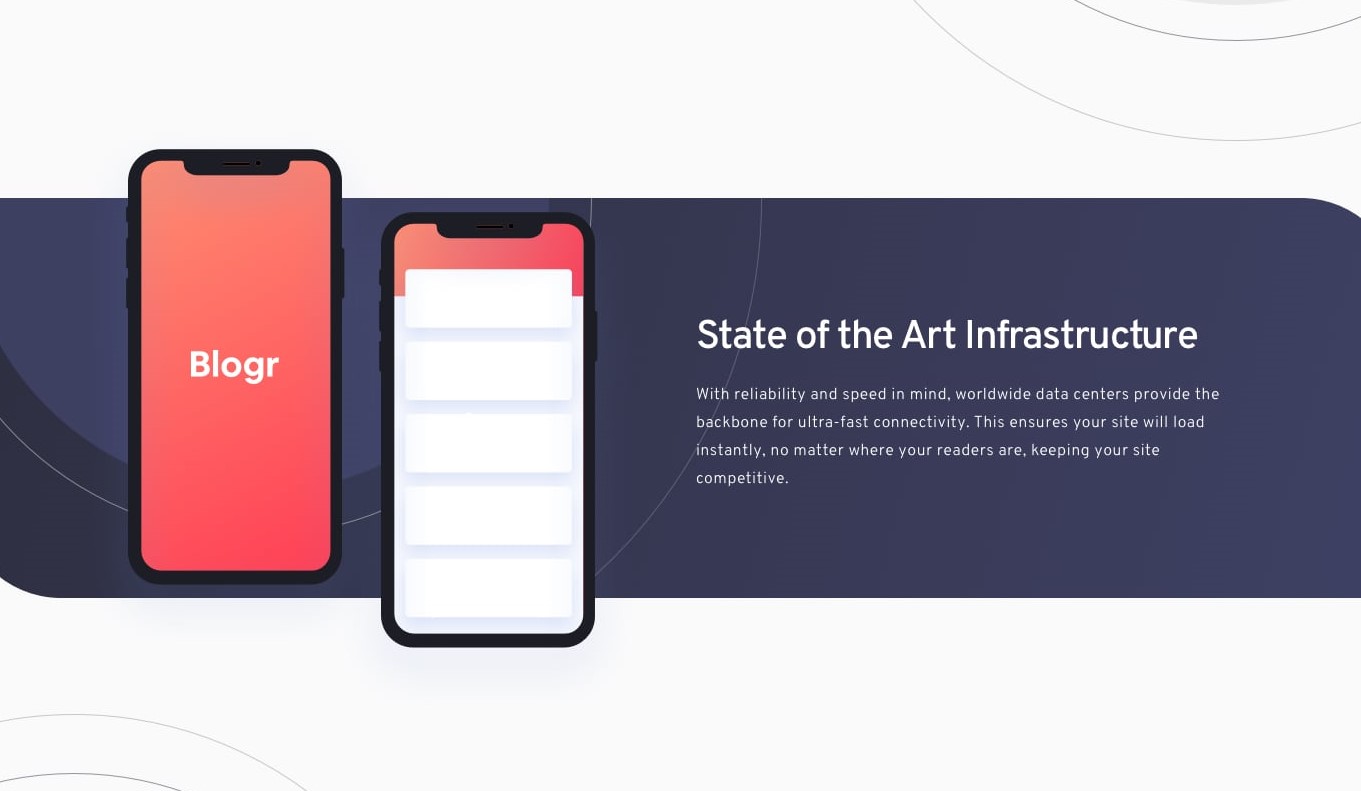 Blogr
State of the Art Infrastructure
With reliability and speed in mind, worldwide data centers provide the
backbone for ultra-fast connectivity. This ensures your site will load
instantly, no matter where your readers are, keeping your site
competitive.